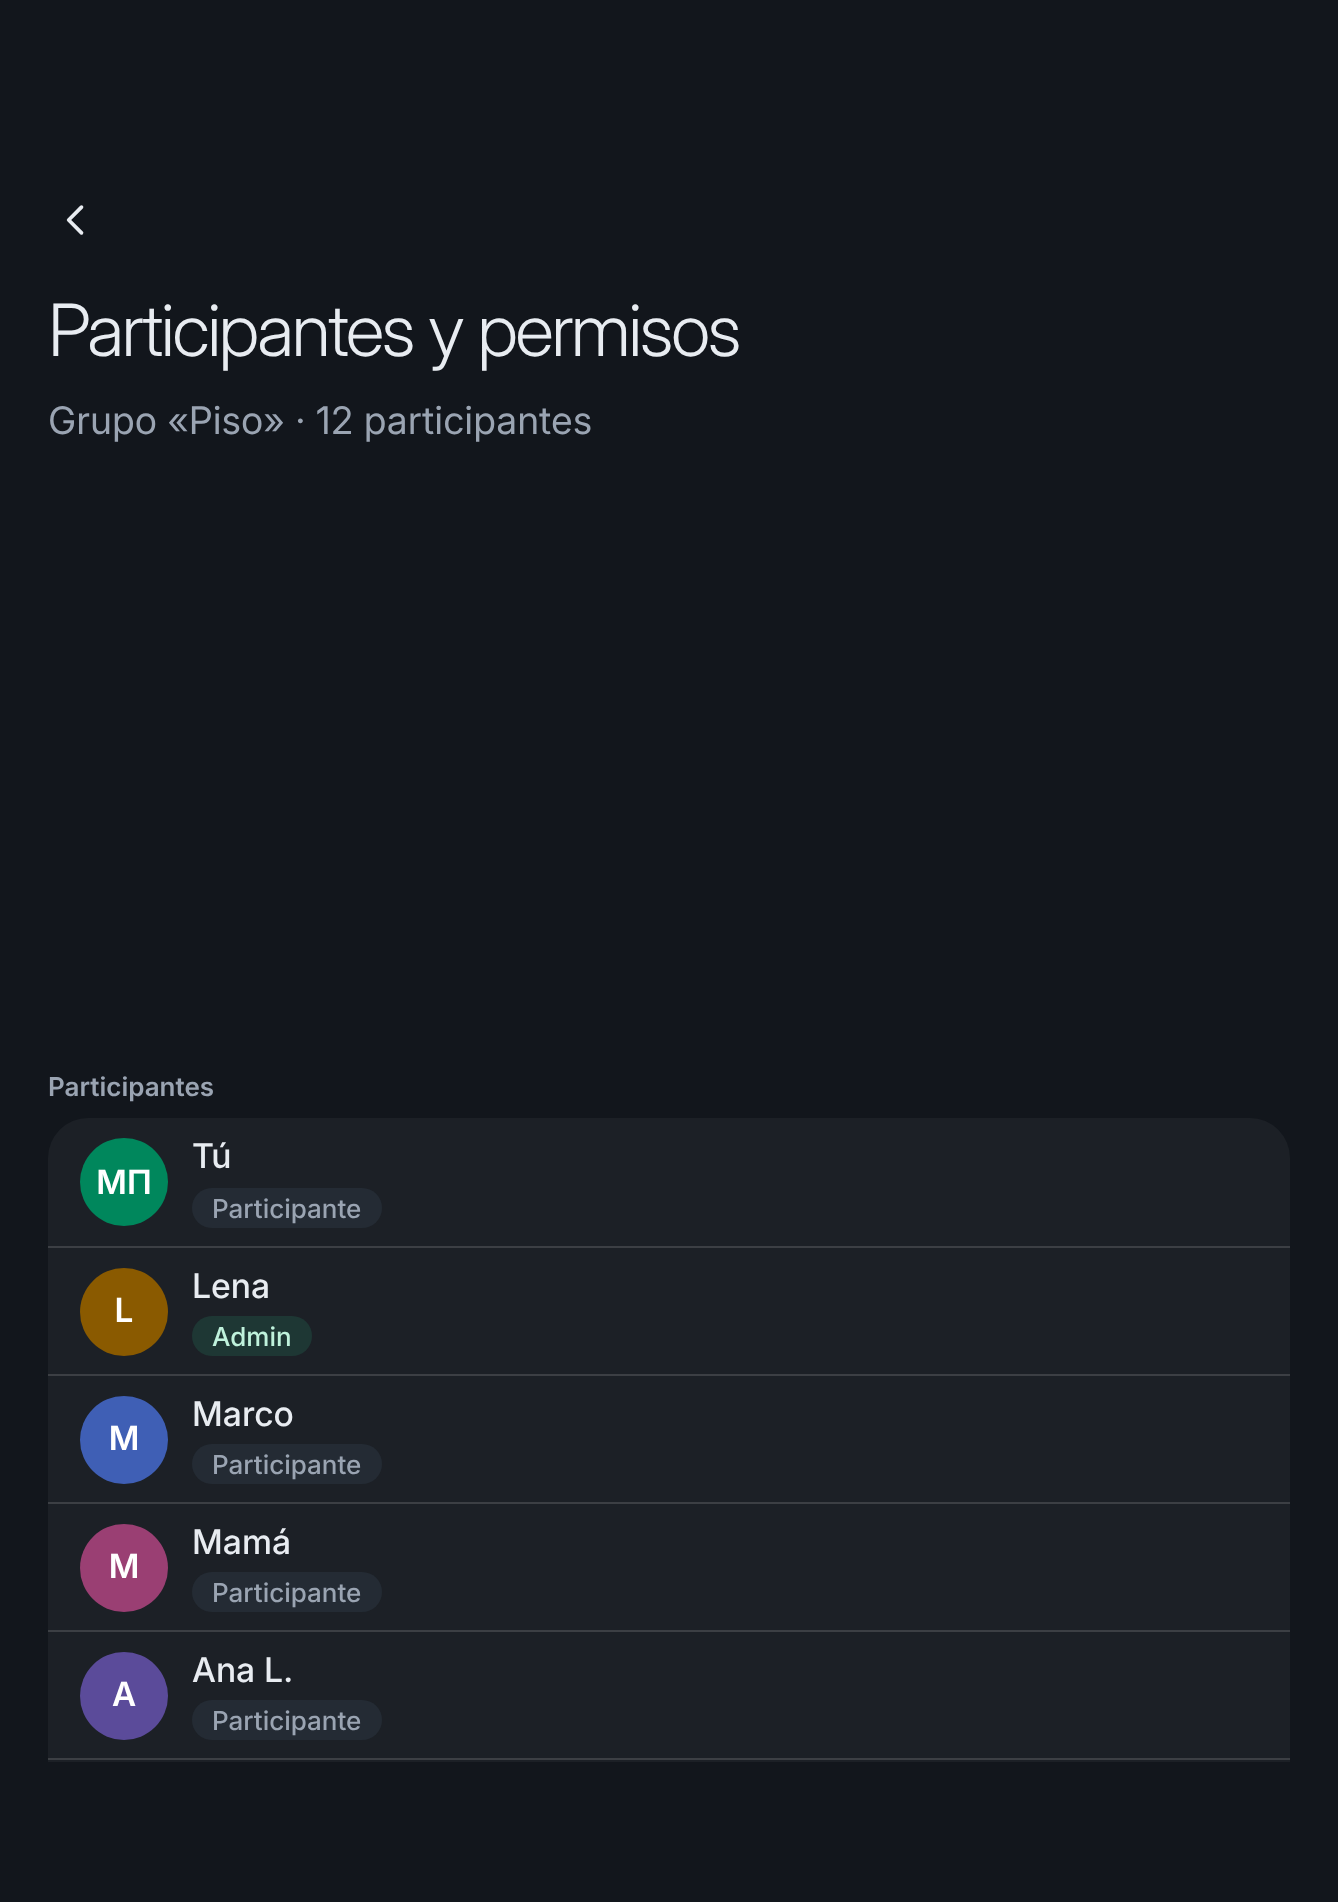 Participantes y permisos
Grupo «Piso» · 12 participantes
Participantes
МП
Tú
Participante
L
Lena
Admin
M
Marco
Participante
M
Mamá
Participante
A
Ana L.
Participante